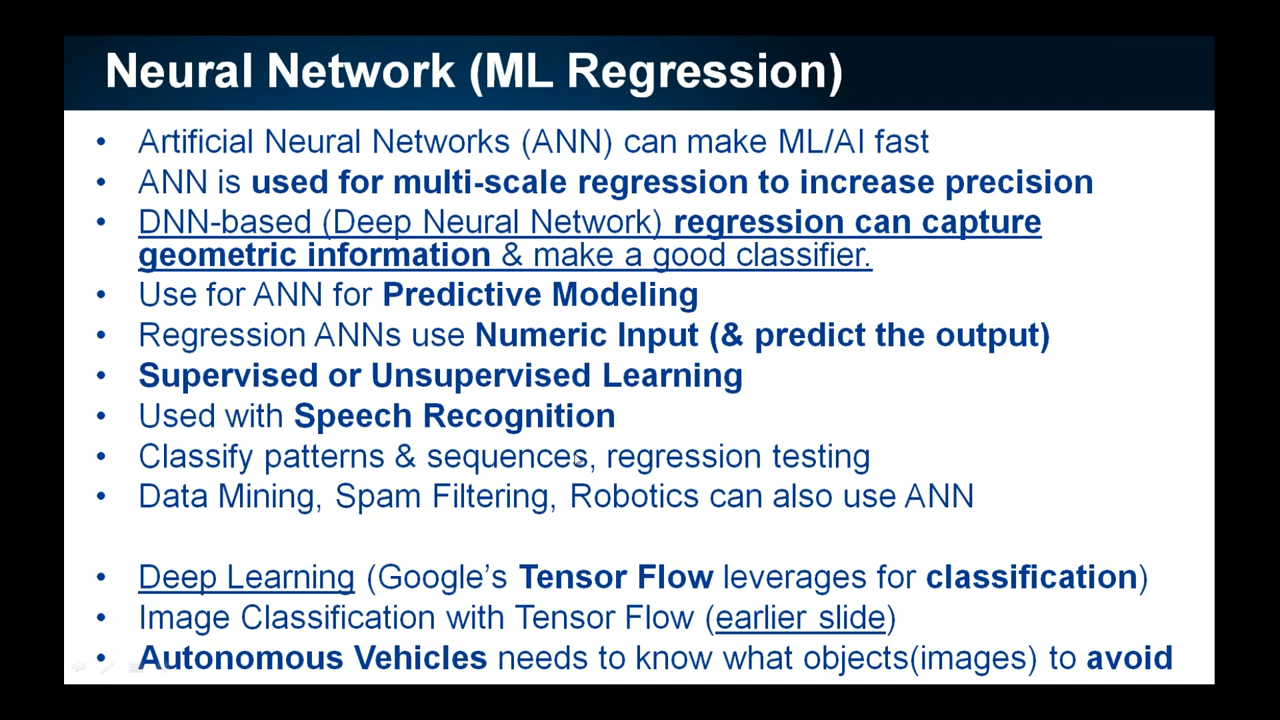 Neural Network (ML Regression)
• Artificial Neural Networks (ANN) can make ML/AI fast
• ANN is used for multi-scale regression to increase precision
• DNN-based (Deep Neural Network) regression can capture
geometric information & make a good classifier.
• Use for ANN for Predictive Modeling
• Regression ANNs use Numeric Input (& predict the output)
• Supervised or Unsupervised Learning
• Used with Speech Recognition
• Classify patterns & sequences, regression testing
• Data Mining, Spam Filtering, Robotics can also use ANN
• Deep Learning (Google’s Tensor Flow leverages for classification)
• Image Classification with Tensor Flow (earlier slide)
• Autonomous Vehicles needs to know what objects(images) to avoid